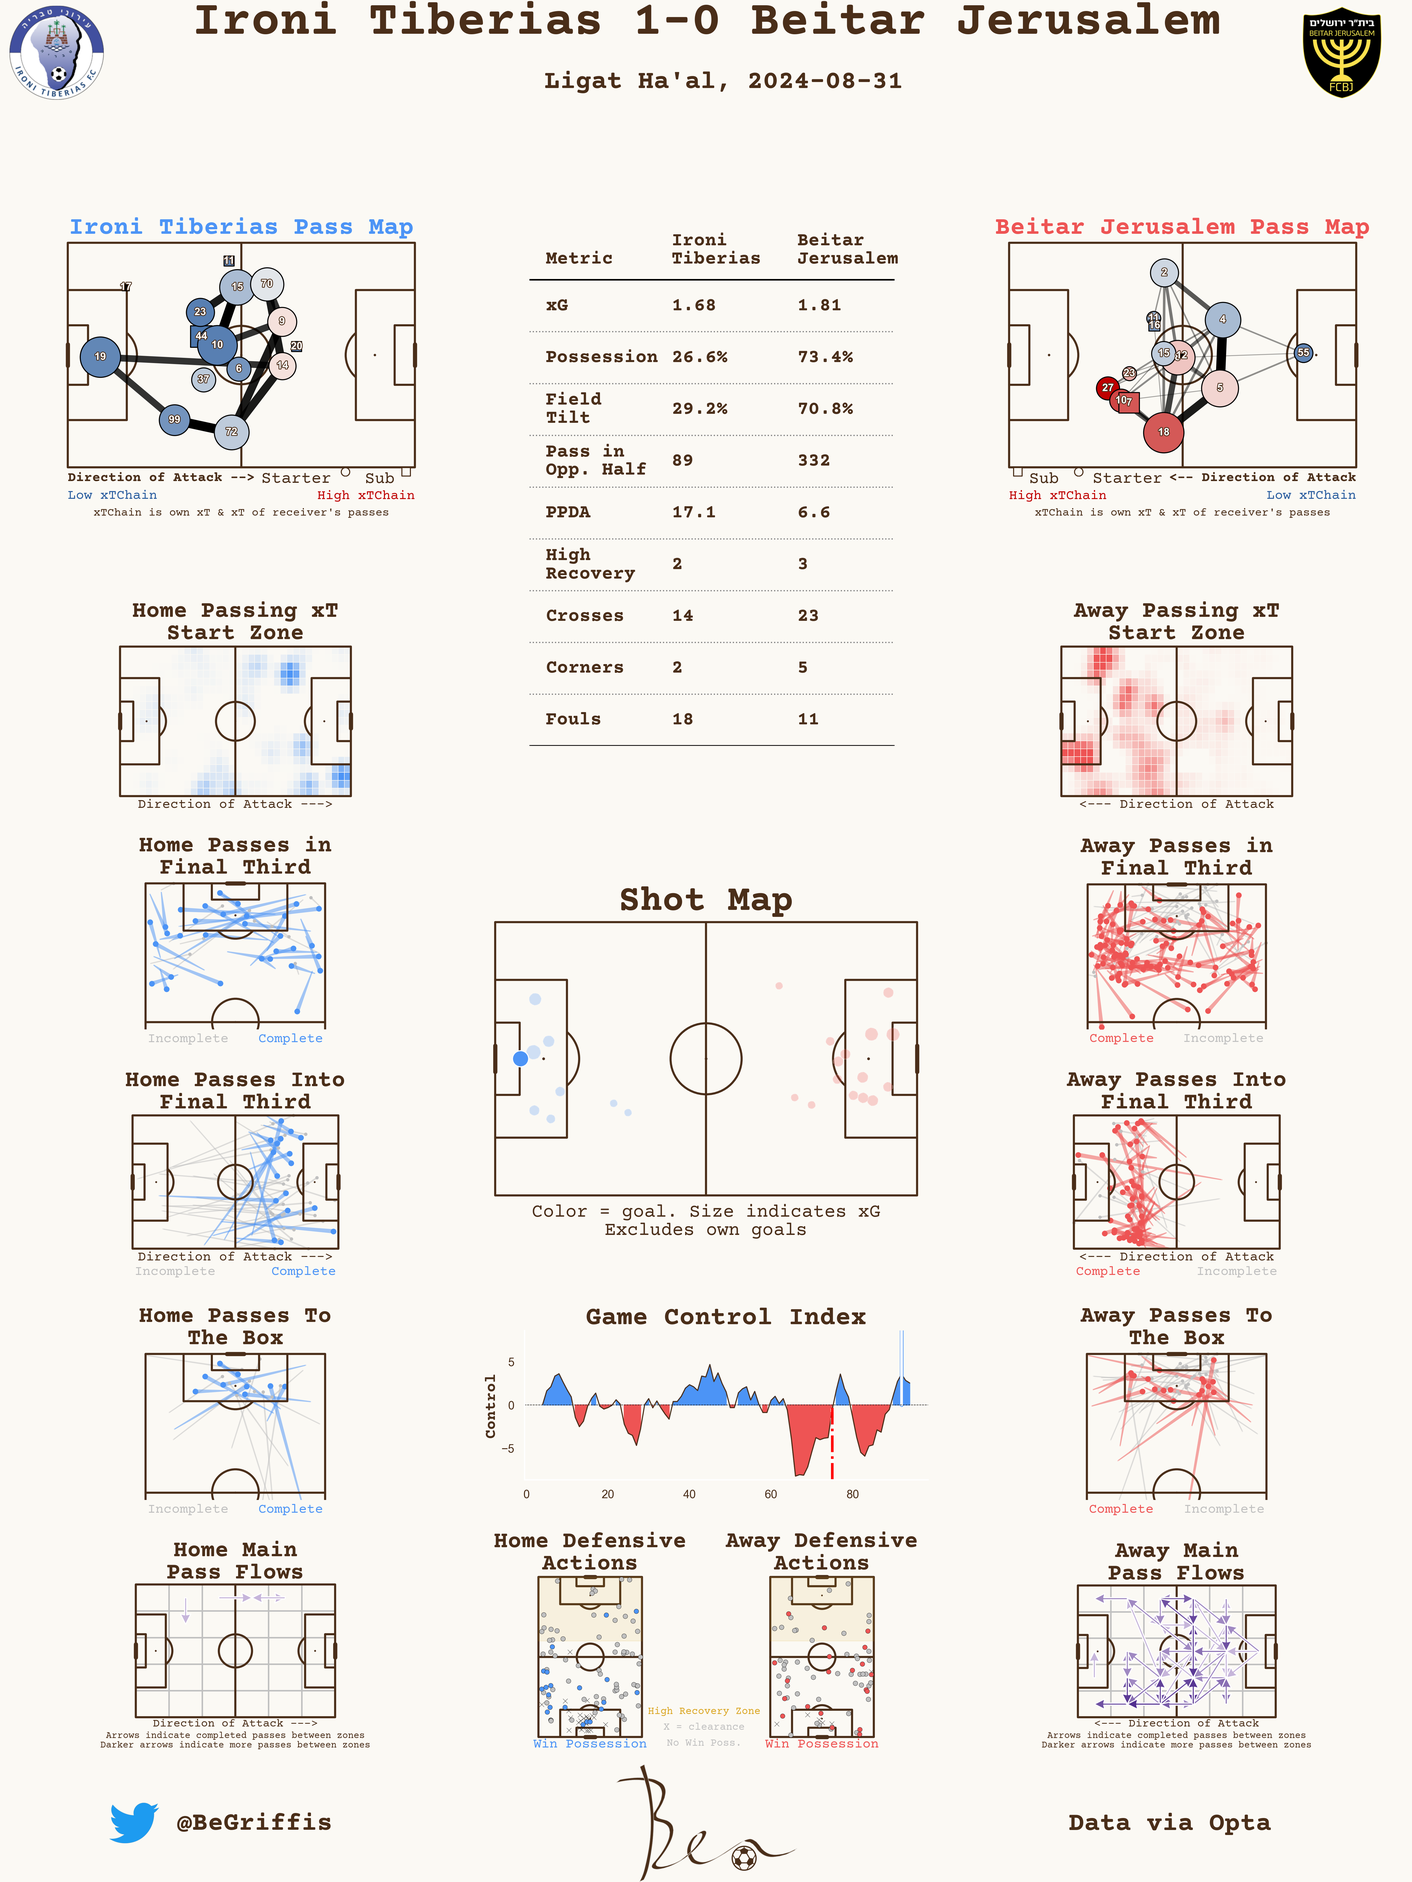 Ironi Tiberias 1-0 Beitar Jerusalem
Ligat Ha'al, 2024-08-31
עירוני טבריה
IRONI TIBERIAS F.C
בית"ר ירושלים
BEITAR JERUSALEM
FCBJ
Ironi Tiberias Pass Map
17
11
15
70
23
9
44
10
20
19
6
14
37
99
72
Direction of Attack --> Starter Sub
Low xTChain High xTChain
xTChain is own xT & xT of receiver's passes
Metric Ironi Tiberias Beitar Jerusalem
xG 1.68 1.81
Possession 26.6% 73.4%
Field Tilt 29.2% 70.8%
Pass in Opp. Half 89 332
PPDA 17.1 6.6
High Recovery 2 3
Crosses 14 23
Corners 2 5
Fouls 18 11
Beitar Jerusalem Pass Map
2
11
16
4
15
12
55
23
27
10
7
5
18
Sub Starter <-- Direction of Attack
High xTChain Low xTChain
xTChain is own xT & xT of receiver's passes
Home Passing xT
Start Zone
Direction of Attack --->
Away Passing xT
Start Zone
<--- Direction of Attack
Home Passes in
Final Third
Incomplete Complete
Away Passes in
Final Third
Complete Incomplete
Shot Map
Color = goal. Size indicates xG
Excludes own goals
Home Passes Into
Final Third
Direction of Attack --->
Incomplete Complete
Away Passes Into
Final Third
<--- Direction of Attack
Complete Incomplete
Home Passes To
The Box
Incomplete Complete
Game Control Index
Control
5
0
−5
0 20 40 60 80
Away Passes To
The Box
Complete Incomplete
Home Main
Pass Flows
Direction of Attack --->
Arrows indicate completed passes between zones
Darker arrows indicate more passes between zones
Home Defensive
Actions
Win Possession
Away Defensive
Actions
Win Possession
High Recovery Zone
X = clearance
No Win Poss.
Away Main
Pass Flows
<--- Direction of Attack
Arrows indicate completed passes between zones
Darker arrows indicate more passes between zones
@BeGriffis
Ben
Data via Opta